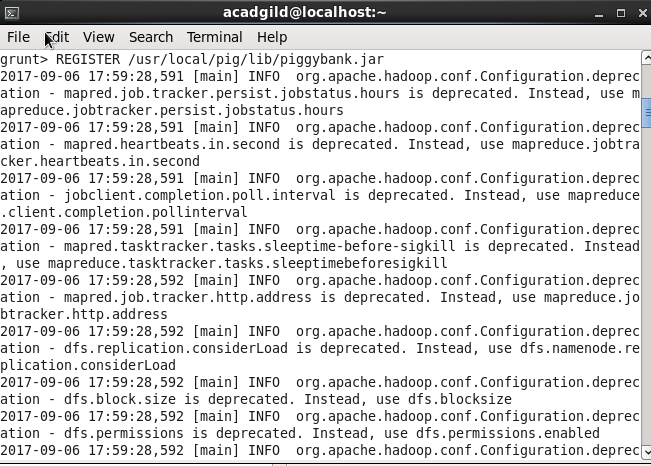 acadgild@localhost:~
File Edit View Search Terminal Help
grunt> REGISTER /usr/local/pig/lib/piggybank.jar
2017-09-06 17:59:28,591 [main] INFO  org.apache.hadoop.conf.Configuration.deprec
ation - mapred.job.tracker.persist.jobstatus.hours is deprecated. Instead, use m
apreduce.jobtracker.persist.jobstatus.hours
2017-09-06 17:59:28,591 [main] INFO  org.apache.hadoop.conf.Configuration.deprec
ation - mapred.heartbeats.in.second is deprecated. Instead, use mapreduce.jobtra
cker.heartbeats.in.second
2017-09-06 17:59:28,591 [main] INFO  org.apache.hadoop.conf.Configuration.deprec
ation - jobclient.completion.poll.interval is deprecated. Instead, use mapreduce
.client.completion.pollinterval
2017-09-06 17:59:28,591 [main] INFO  org.apache.hadoop.conf.Configuration.deprec
ation - mapred.tasktracker.tasks.sleeptime-before-sigkill is deprecated. Instead
, use mapreduce.tasktracker.tasks.sleeptimebeforesigkill
2017-09-06 17:59:28,592 [main] INFO  org.apache.hadoop.conf.Configuration.deprec
ation - mapred.job.tracker.http.address is deprecated. Instead, use mapreduce.jo
btracker.http.address
2017-09-06 17:59:28,592 [main] INFO  org.apache.hadoop.conf.Configuration.deprec
ation - dfs.replication.considerLoad is deprecated. Instead, use dfs.namenode.re
plication.considerLoad
2017-09-06 17:59:28,592 [main] INFO  org.apache.hadoop.conf.Configuration.deprec
ation - dfs.block.size is deprecated. Instead, use dfs.blocksize
2017-09-06 17:59:28,592 [main] INFO  org.apache.hadoop.conf.Configuration.deprec
ation - dfs.permissions is deprecated. Instead, use dfs.permissions.enabled
2017-09-06 17:59:28,592 [main] INFO  org.apache.hadoop.conf.Configuration.deprec